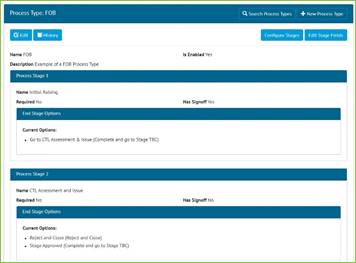 Process Type: FOB
Search Process Types
New Process Type
Edit
History
Configure Stages
Edit Stage Fields
Name FOB
Is Enabled Yes
Description Example of a FOB Process Type
Process Stage 1
Name Initial Raising
Required No
Has Signoff No
End Stage Options
Current Options:
Go to CTL Assessment & Issue (Complete and go to Stage TBC)
Process Stage 2
Name CTL Assessment and Issue
Required No
Has Signoff No
End Stage Options
Current Options:
Reject and Close (Reject and Close)
Stage Approved (Complete and go to Stage TBC)